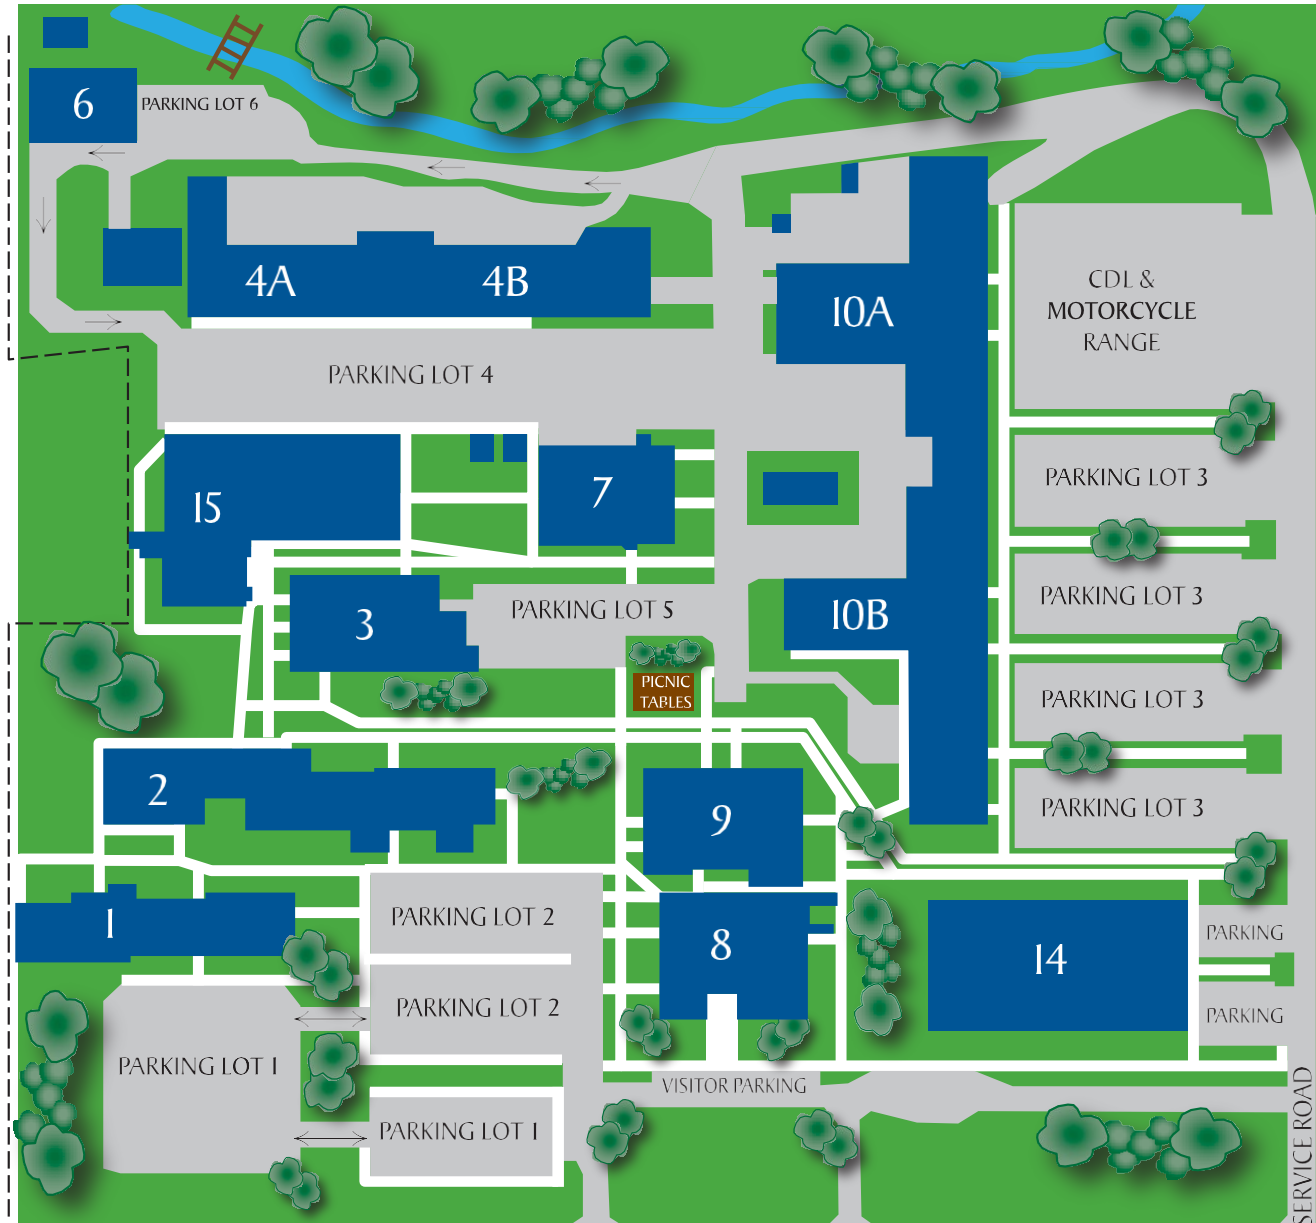 6
PARKING LOT 6
4A
4B
10A
CDL &
MOTORCYCLE
RANGE
PARKING LOT 4
PARKING LOT 3
15
7
PARKING LOT 3
3
PARKING LOT 5
10B
PICNIC
TABLES
PARKING LOT 3
2
9
PARKING LOT 3
1
PARKING LOT 2
8
14
PARKING
PARKING LOT 2
PARKING
PARKING LOT 1
VISITOR PARKING
PARKING LOT 1
SERVICE ROAD